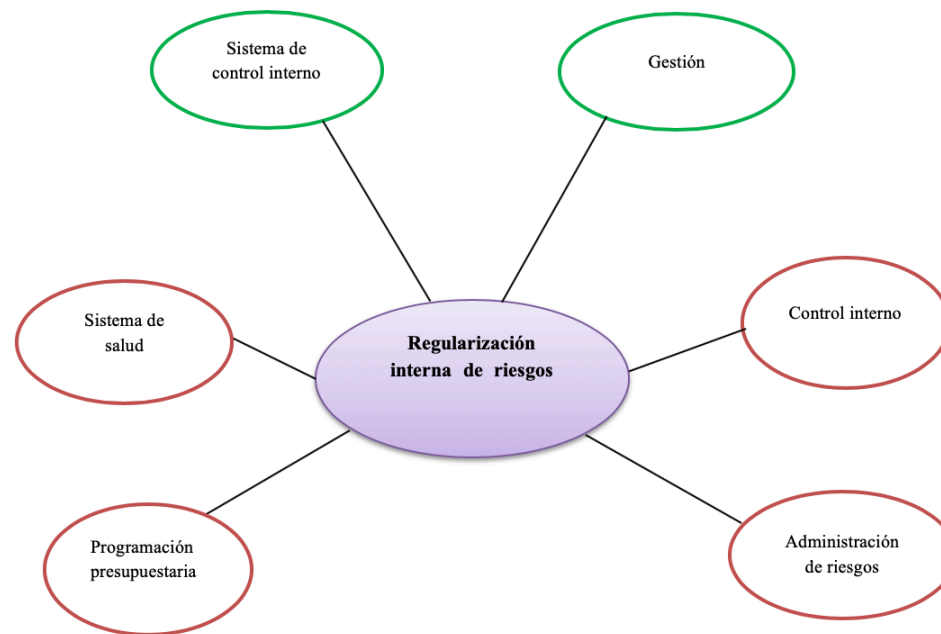 Sistema de
control interno
Gestión
Sistema de
salud
Regularización
interna de riesgos
Control interno
Programación
presupuestaria
Administración
de riesgos